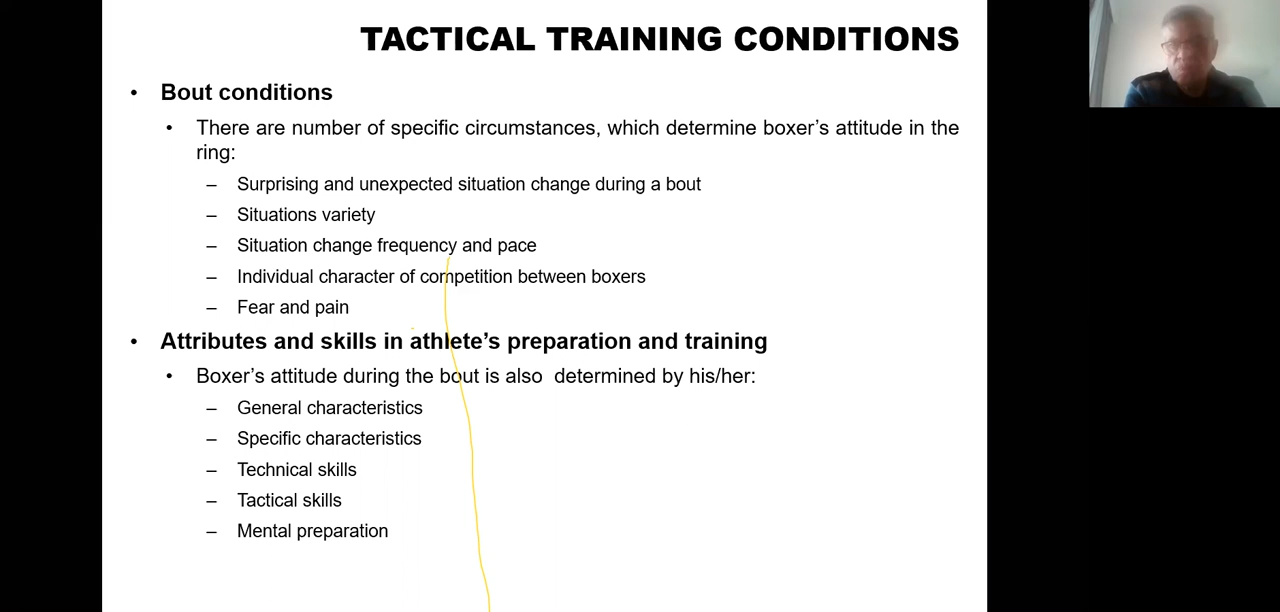 TACTICAL TRAINING CONDITIONS
• Bout conditions
• There are number of specific circumstances, which determine boxer's attitude in the
ring:
– Surprising and unexpected situation change during a bout
– Situations variety
– Situation change frequency and pace
– Individual character of competition between boxers
– Fear and pain
• Attributes and skills in athlete's preparation and training
• Boxer's attitude during the bout is also  determined by his/her:
– General characteristics
– Specific characteristics
– Technical skills
– Tactical skills
– Mental preparation